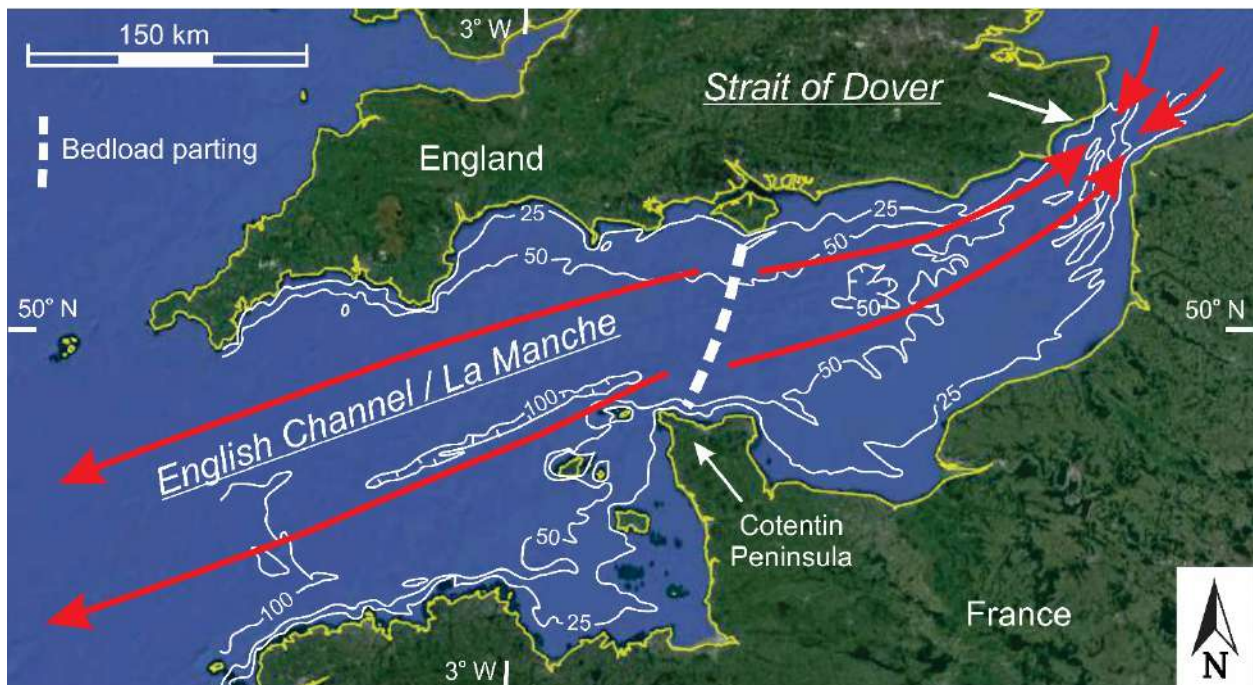 150 km
3° W
Strait of Dover
Bedload parting
England
25
25
50
50
50° N
50
50° N
English Channel / La Manche
100
50
25
50
Cotentin
Peninsula
100
25
France
3° W
N